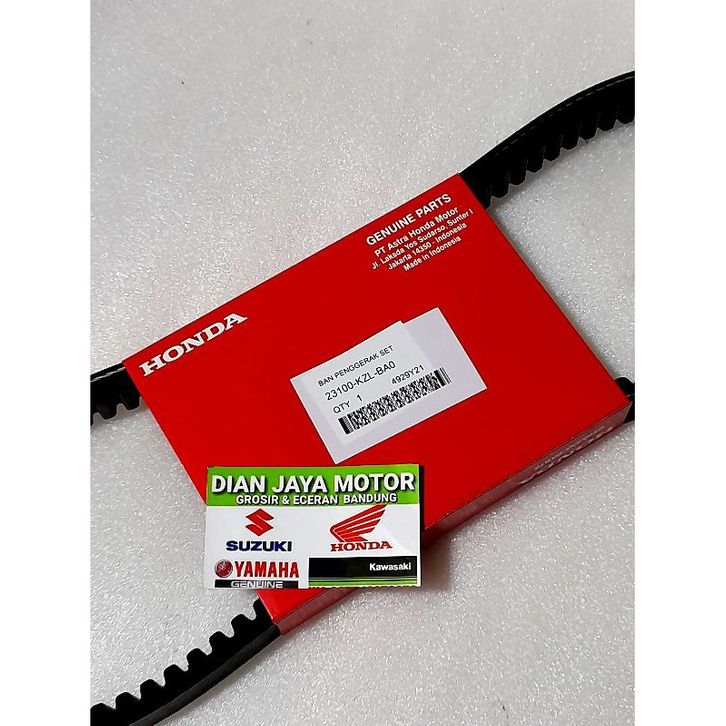 GENUINE PARTS
PT Astra Honda Motor
Jl. Laksda Yos Sudarso, Sunter I
Jakarta 14350 - Indonesia
Made in Indonesia
HONDA
BAN PENGGERAK SET
23100-KZL-BA0
QTY 1 4929Y21
DIAN JAYA MOTOR
GROSIR & ECERAN BANDUNG
SUZUKI
HONDA
YAMAHA
GENUINE
Kawasaki